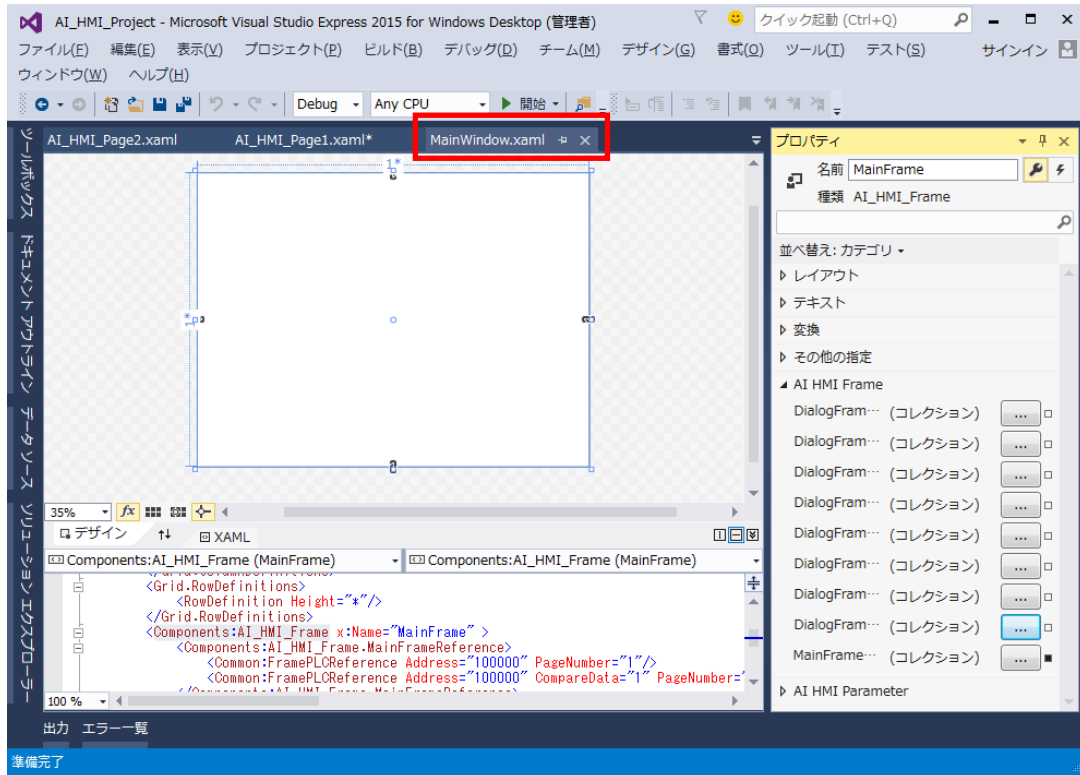 AI_HMI_Project - Microsoft Visual Studio Express 2015 for Windows Desktop (管理者)
クイック起動 (Ctrl+Q)
ファイル(F) 編集(E) 表示(V) プロジェクト(P) ビルド(B) デバッグ(D) チーム(M) デザイン(G) 書式(O) ツール(T) テスト(S) サインイン
ウィンドウ(W) ヘルプ(H)
Debug Any CPU 開始
ツールボックス
ドキュメント アウトライン
データ ソース
ソリューション エクスプローラー
AI_HMI_Page2.xaml AI_HMI_Page1.xaml* MainWindow.xaml
1*
1*
35% fx
デザイン XAML
Components:AI_HMI_Frame (MainFrame) Components:AI_HMI_Frame (MainFrame)
</Grid.ColumnDefinitions>
<Grid.RowDefinitions>
<RowDefinition Height="*"/>
</Grid.RowDefinitions>
<Components:AI_HMI_Frame x:Name="MainFrame" >
<Components:AI_HMI_Frame.MainFrameReference>
<Common:FramePLCReference Address="100000" PageNumber="1"/>
<Common:FramePLCReference Address="100000" CompareData="1" PageNumber="
</Components:AI_HMI_Frame.MainFrameReference>
100 %
プロパティ
名前 MainFrame
種類 AI_HMI_Frame
並べ替え: カテゴリ
レイアウト
テキスト
変換
その他の指定
AI HMI Frame
DialogFram… (コレクション) ...
DialogFram… (コレクション) ...
DialogFram… (コレクション) ...
DialogFram… (コレクション) ...
DialogFram… (コレクション) ...
DialogFram… (コレクション) ...
DialogFram… (コレクション) ...
DialogFram… (コレクション) ...
MainFrame… (コレクション) ...
AI HMI Parameter
出力 エラー一覧
準備完了